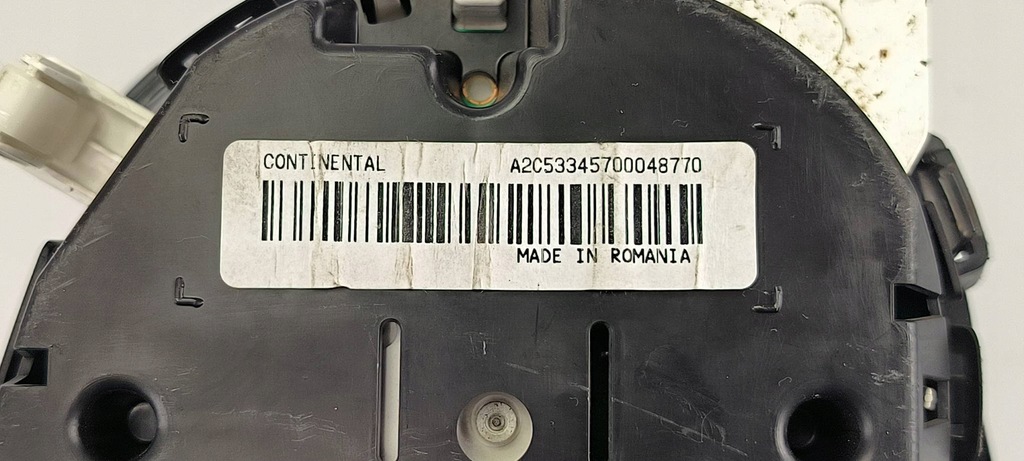 CONTINENTAL A2C53345700048770
MADE IN ROMANIA